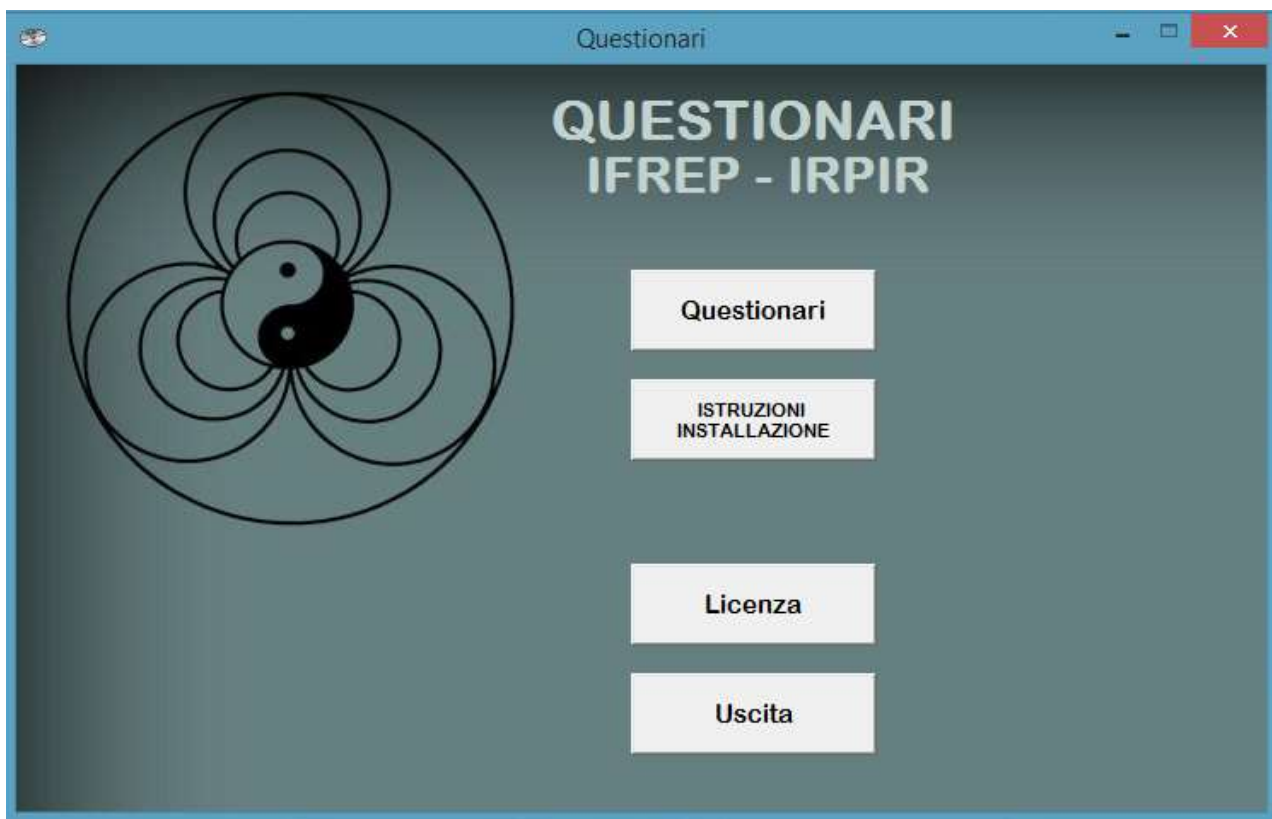 Questionari
QUESTIONARI
IFREP - IRPIR
Questionari
ISTRUZIONI
INSTALLAZIONE
Licenza
Uscita